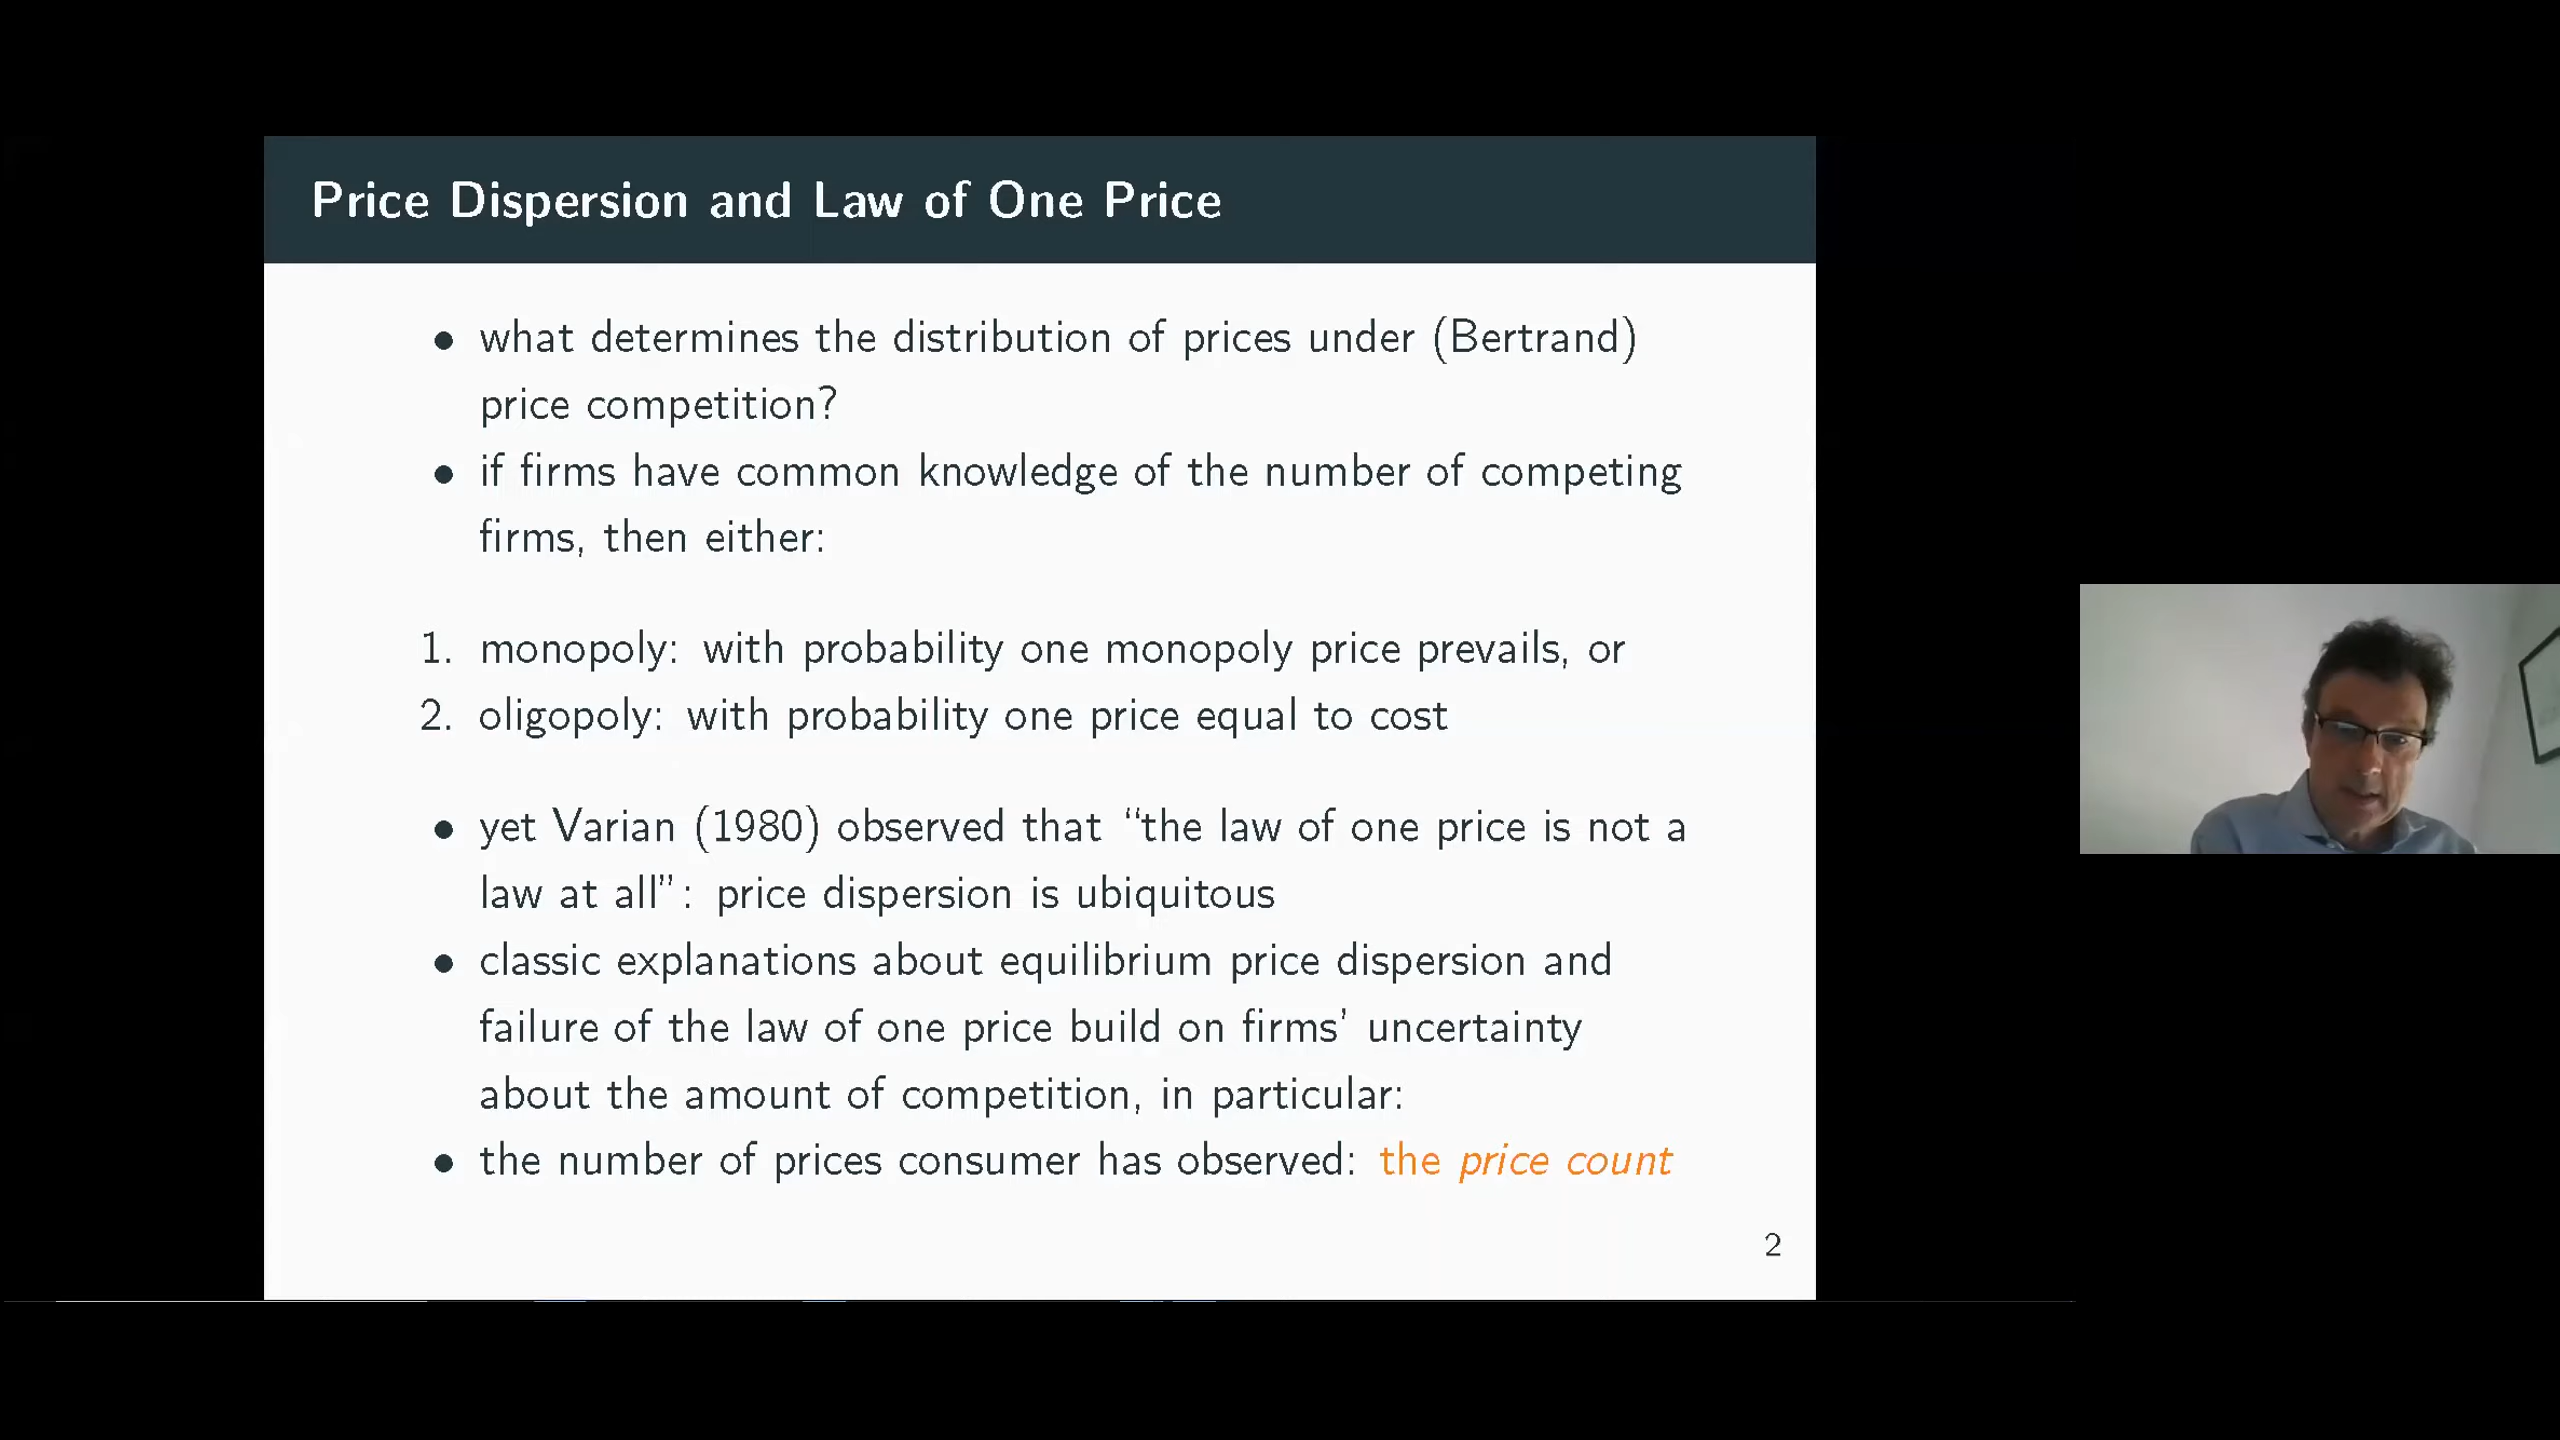 Price Dispersion and Law of One Price
• what determines the distribution of prices under (Bertrand)
price competition?
• if firms have common knowledge of the number of competing
firms, then either:
1. monopoly: with probability one monopoly price prevails, or
2. oligopoly: with probability one price equal to cost
• yet Varian (1980) observed that “the law of one price is not a
law at all”: price dispersion is ubiquitous
• classic explanations about equilibrium price dispersion and
failure of the law of one price build on firms’ uncertainty
about the amount of competition, in particular:
• the number of prices consumer has observed: the price count
2